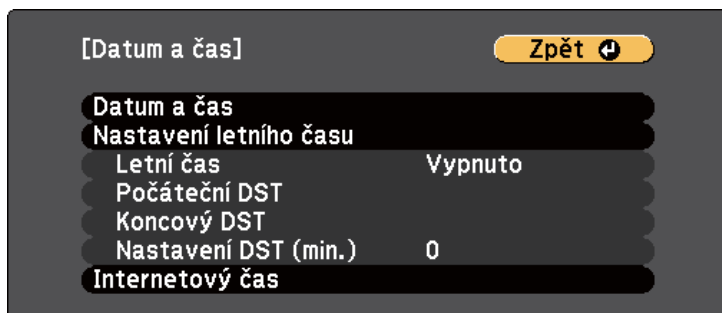 [Datum a čas] Zpět
Datum a čas
Nastavení letního času
Letní čas Vypnuto
Počáteční DST
Koncový DST
Nastavení DST (min.) 0
Internetový čas